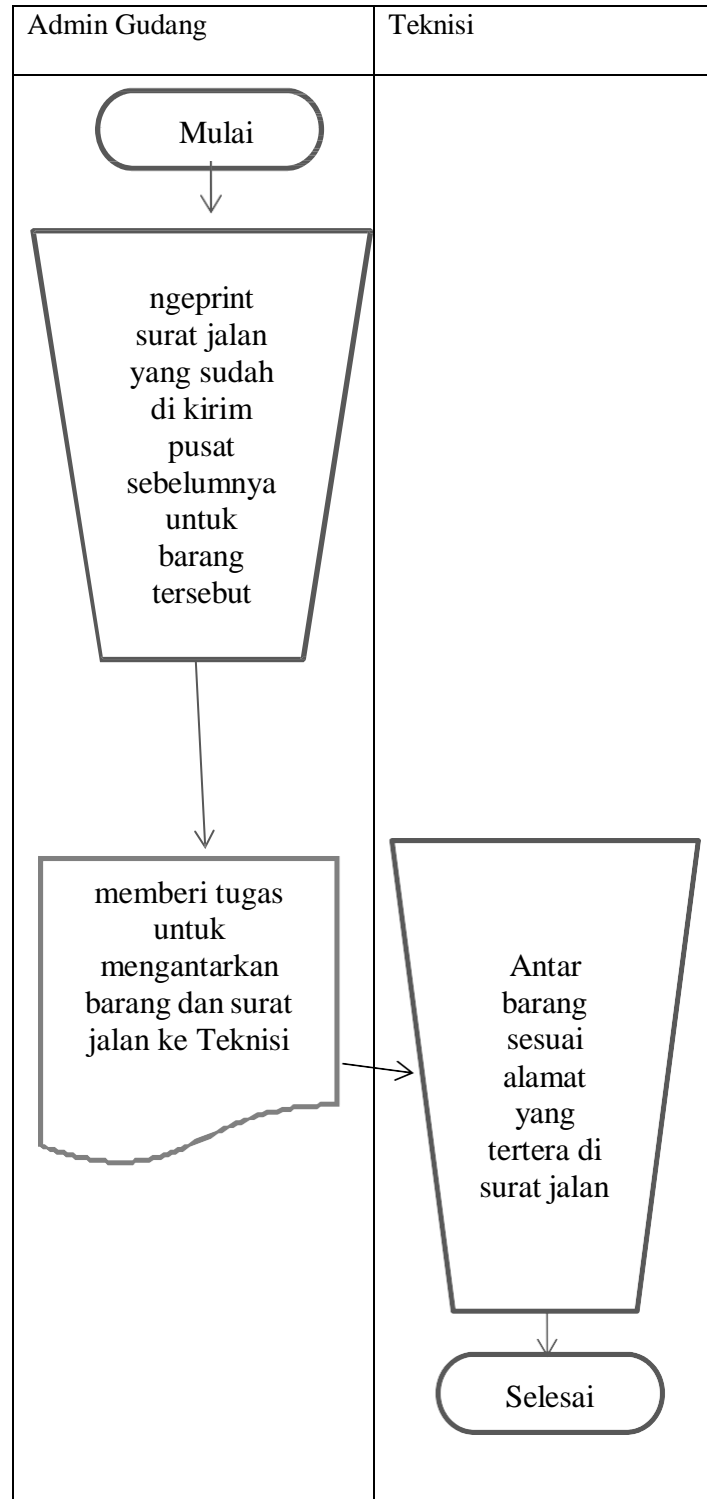 Admin Gudang
Teknisi
Mulai
ngeprint
surat jalan
yang sudah
di kirim
pusat
sebelumnya
untuk
barang
tersebut
memberi tugas
untuk
mengantarkan
barang dan surat
jalan ke Teknisi
Antar
barang
sesuai
alamat
yang
tertera di
surat jalan
Selesai